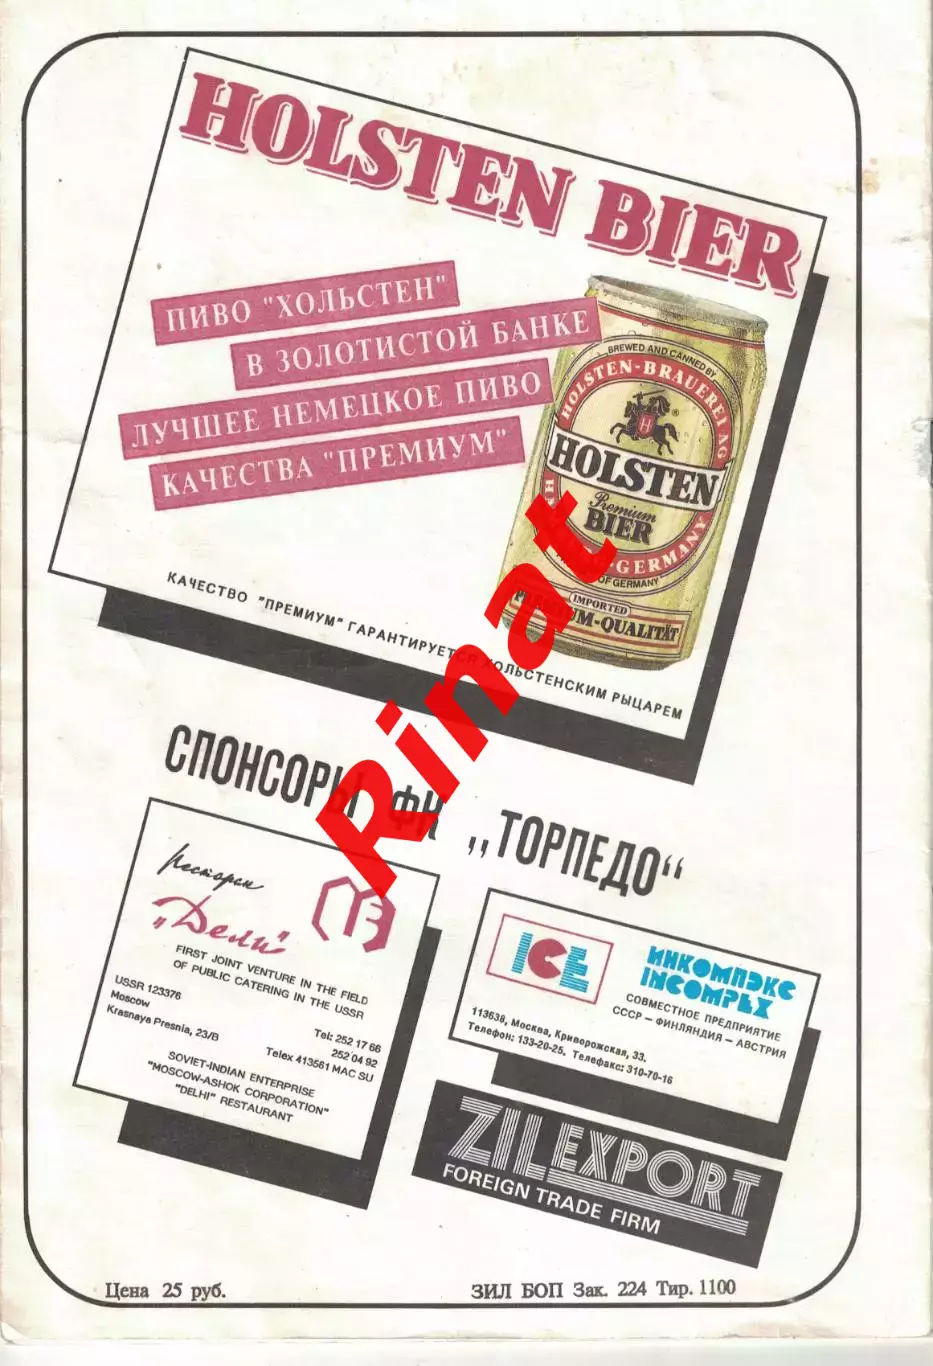 HOLSTEN BIER
ПИВО "ХОЛЬСТЕН"
В ЗОЛОТИСТОЙ БАНКЕ
ЛУЧШЕЕ НЕМЕЦКОЕ ПИВО
КАЧЕСТВА "ПРЕМИУМ"
BREWED AND CANNED BY
HOLSTEN-BRAUEREI AG
H
HOLSTEN
Premium
BIER
-GERMANY
OF GERMANY
IMPORTED
-QUALITÄT
КАЧЕСТВО "ПРЕМИУМ" ГАРАНТИРУЕТСЯ ХОЛЬСТЕНСКИМ РЫЦАРЕМ
Rinat
СПОНСОРЫ ФК „ТОРПЕДО“
ресторан
„Дели"
FIRST JOINT VENTURE IN THE FIELD
OF PUBLIC CATERING IN THE USSR
USSR 123376
Moscow
Krasnaya Presnia, 23/B
Tel: 252 17 66
252 04 92
Telex 413561 MAC SU
SOVIET-INDIAN ENTERPRISE
"MOSCOW-ASHOK CORPORATION"
"DELHI" RESTAURANT
ICE
ИНКОМПЭКС
INCOMPEX
СОВМЕСТНОЕ ПРЕДПРИЯТИЕ
СССР – ФИНЛЯНДИЯ – АВСТРИЯ
113638, Москва, Криворожская, 33.
Телефон: 133-20-25. Телефакс: 310-70-16
ZILEXPORT
FOREIGN TRADE FIRM
Цена 25 руб.
ЗИЛ БОП Зак. 224 Тир. 1100